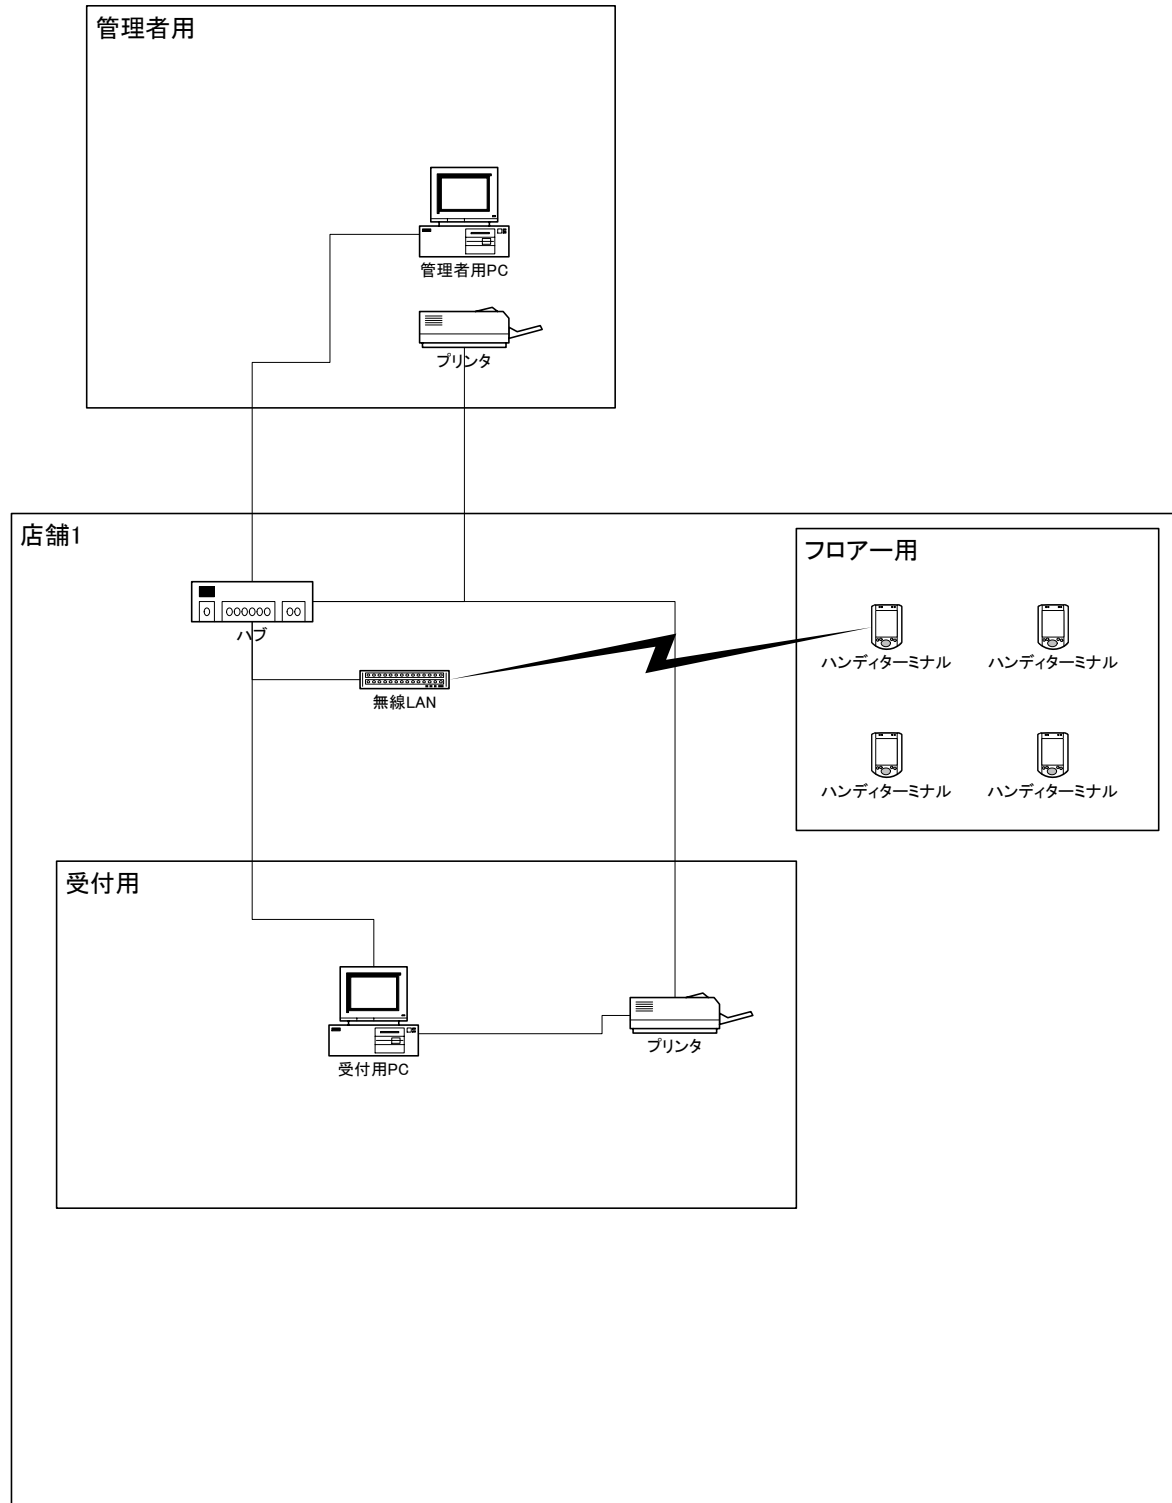 管理者用
管理者用PC
プリンタ
店舗1
フロアー用
ハブ
無線LAN
ハンディターミナル
ハンディターミナル
ハンディターミナル
ハンディターミナル
受付用
受付用PC
プリンタ